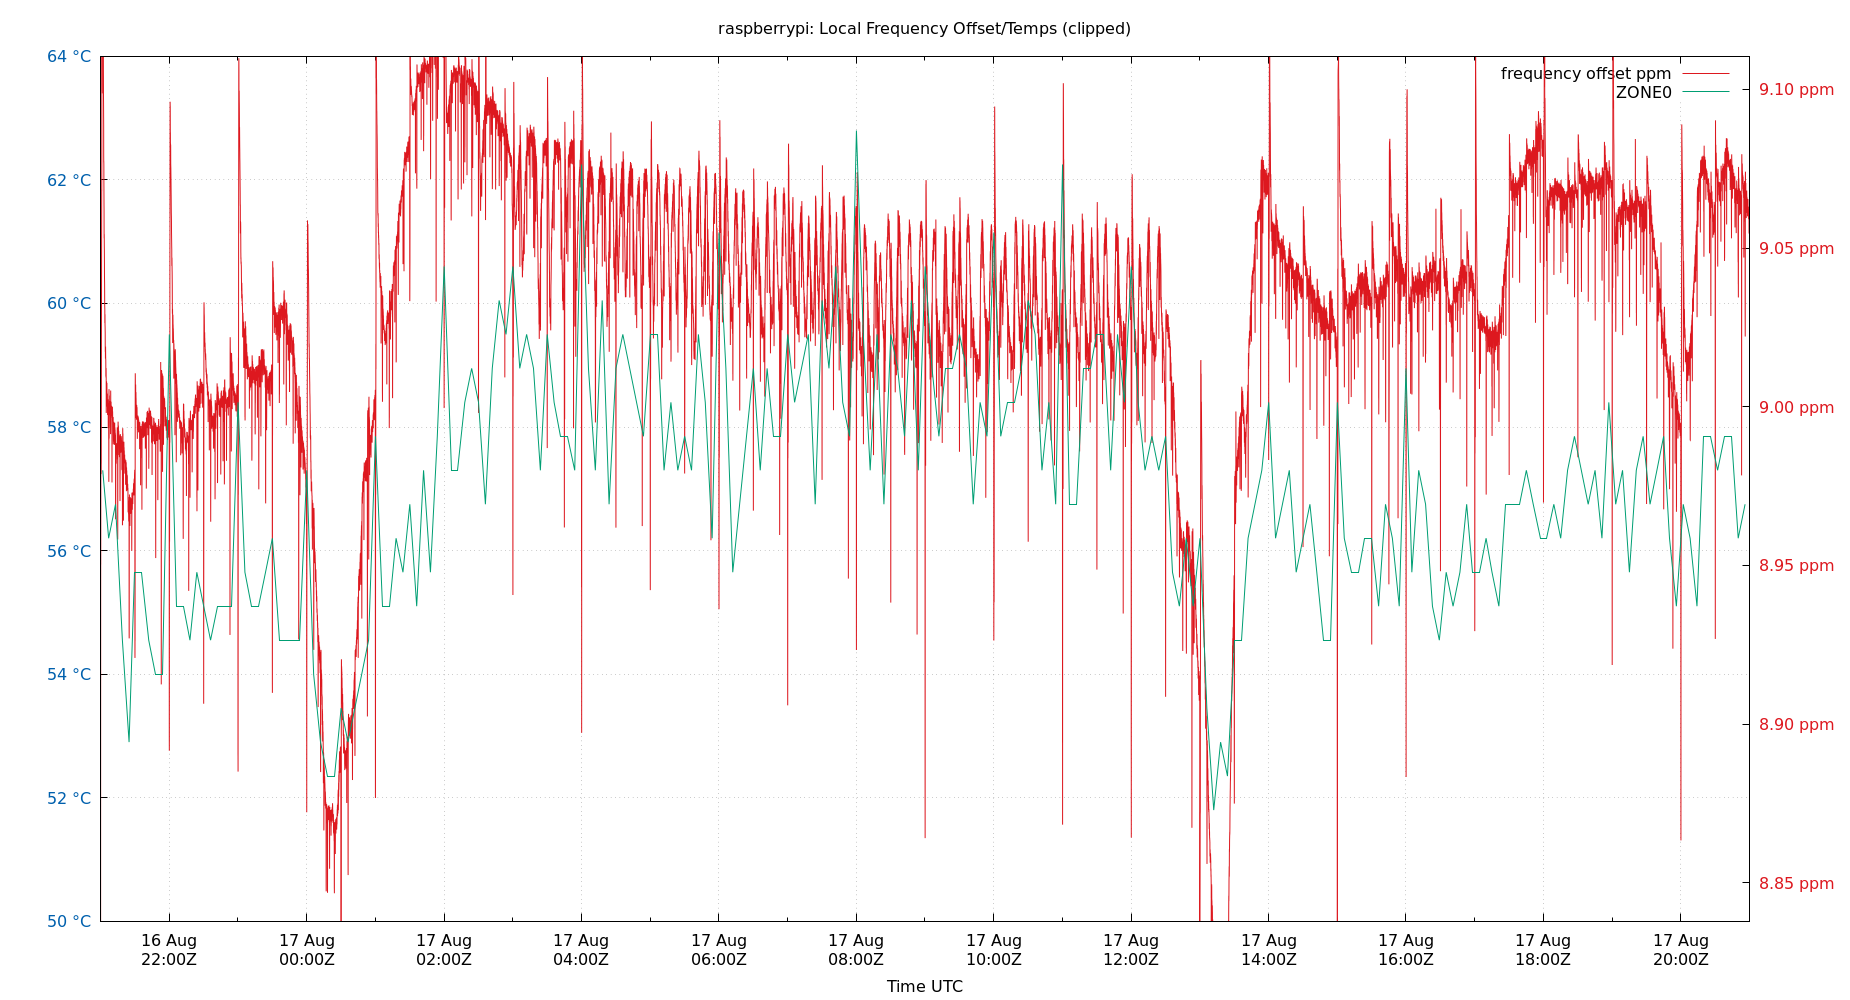 raspberrypi: Local Frequency Offset/Temps (clipped)
64 °C
62 °C
60 °C
58 °C
56 °C
54 °C
52 °C
50 °C
frequency offset ppm
ZONE0
9.10 ppm
9.05 ppm
9.00 ppm
8.95 ppm
8.90 ppm
8.85 ppm
16 Aug
22:00Z
17 Aug
00:00Z
17 Aug
02:00Z
17 Aug
04:00Z
17 Aug
06:00Z
17 Aug
08:00Z
17 Aug
10:00Z
17 Aug
12:00Z
17 Aug
14:00Z
17 Aug
16:00Z
17 Aug
18:00Z
17 Aug
20:00Z
Time UTC